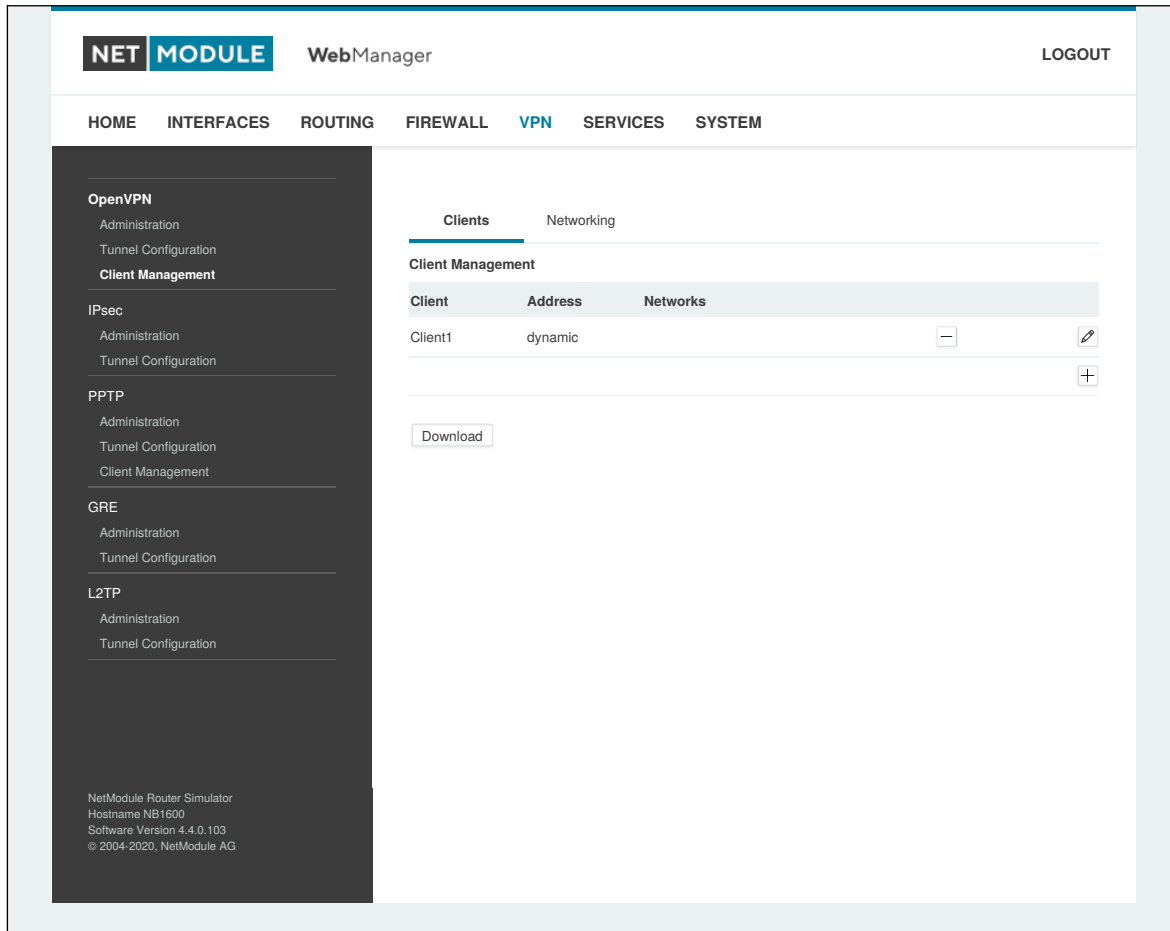 NET MODULE WebManager LOGOUT
HOME INTERFACES ROUTING FIREWALL VPN SERVICES SYSTEM
OpenVPN
Administration
Tunnel Configuration
Client Management
IPsec
Administration
Tunnel Configuration
PPTP
Administration
Tunnel Configuration
Client Management
GRE
Administration
Tunnel Configuration
L2TP
Administration
Tunnel Configuration
NetModule Router Simulator
Hostname NB1600
Software Version 4.4.0.103
© 2004-2020, NetModule AG
Clients Networking
Client Management
Client Address Networks
Client1 dynamic
Download